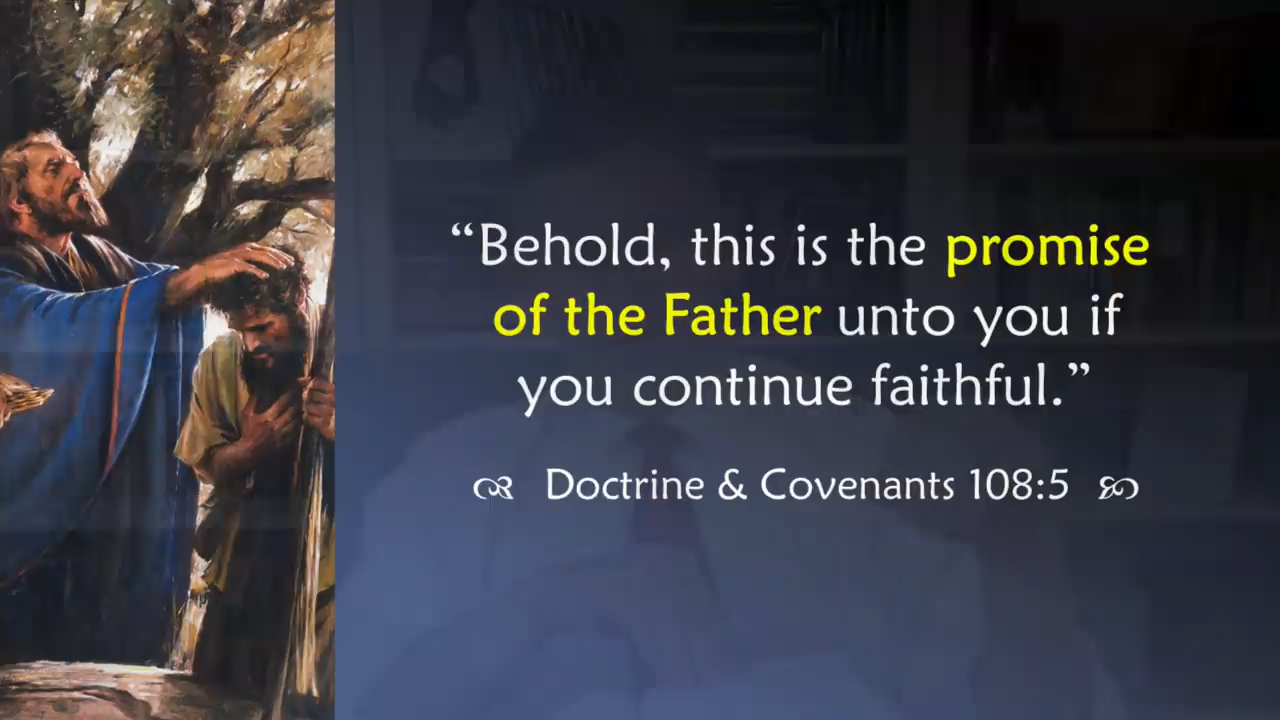 “Behold, this is the promise
of the Father unto you if
you continue faithful.”
Doctrine & Covenants 108:5